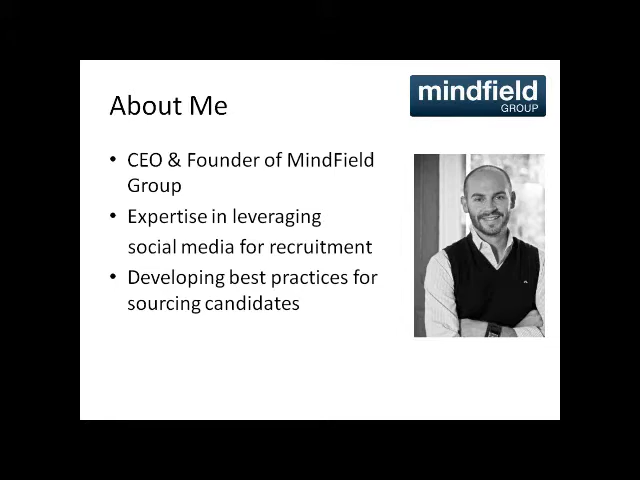 About Me
mindfield
GROUP
• CEO & Founder of MindField
Group
• Expertise in leveraging
social media for recruitment
• Developing best practices for
sourcing candidates